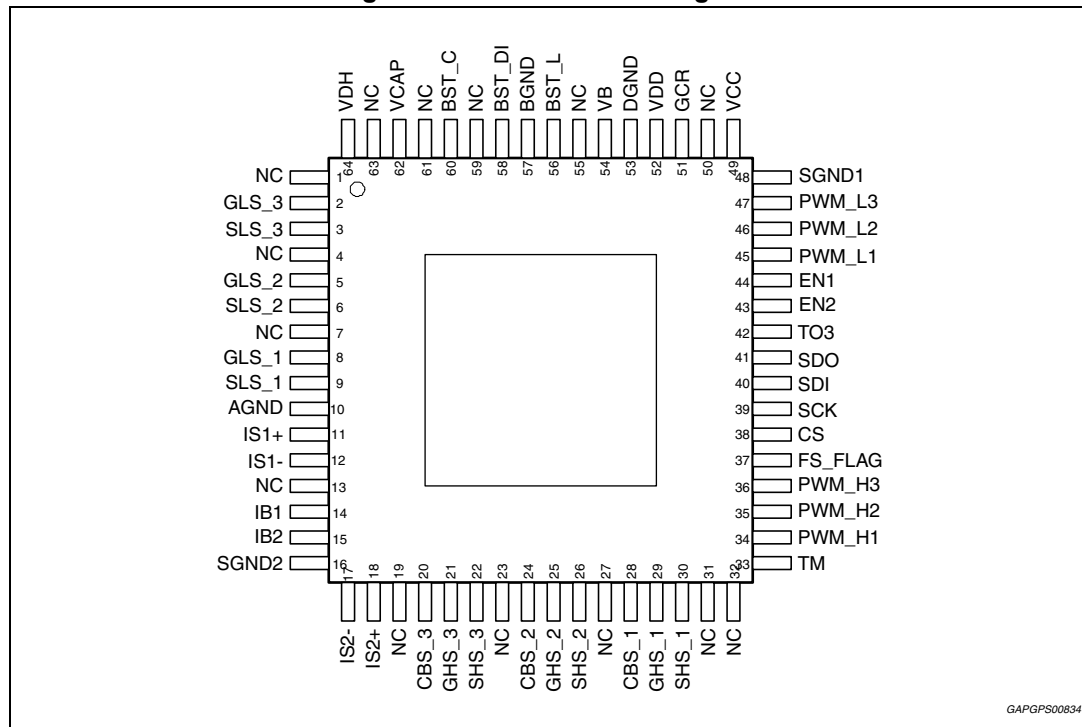 VDH
NC
VCAP
NC
BST_C
NC
BST_DI
BGND
BST_L
NC
VB
DGND
VDD
GCR
NC
VCC
64
63
62
61
60
59
58
57
56
55
54
53
52
51
50
49
NC 1
GLS_3 2
SLS_3 3
NC 4
GLS_2 5
SLS_2 6
NC 7
GLS_1 8
SLS_1 9
AGND 10
IS1+ 11
IS1- 12
NC 13
IB1 14
IB2 15
SGND2 16
48 SGND1
47 PWM_L3
46 PWM_L2
45 PWM_L1
44 EN1
43 EN2
42 TO3
41 SDO
40 SDI
39 SCK
38 CS
37 FS_FLAG
36 PWM_H3
35 PWM_H2
34 PWM_H1
33 TM
17
18
19
20
21
22
23
24
25
26
27
28
29
30
31
32
IS2-
IS2+
NC
CBS_3
GHS_3
SHS_3
NC
CBS_2
GHS_2
SHS_2
NC
CBS_1
GHS_1
SHS_1
NC
NC
GAPGPS00834